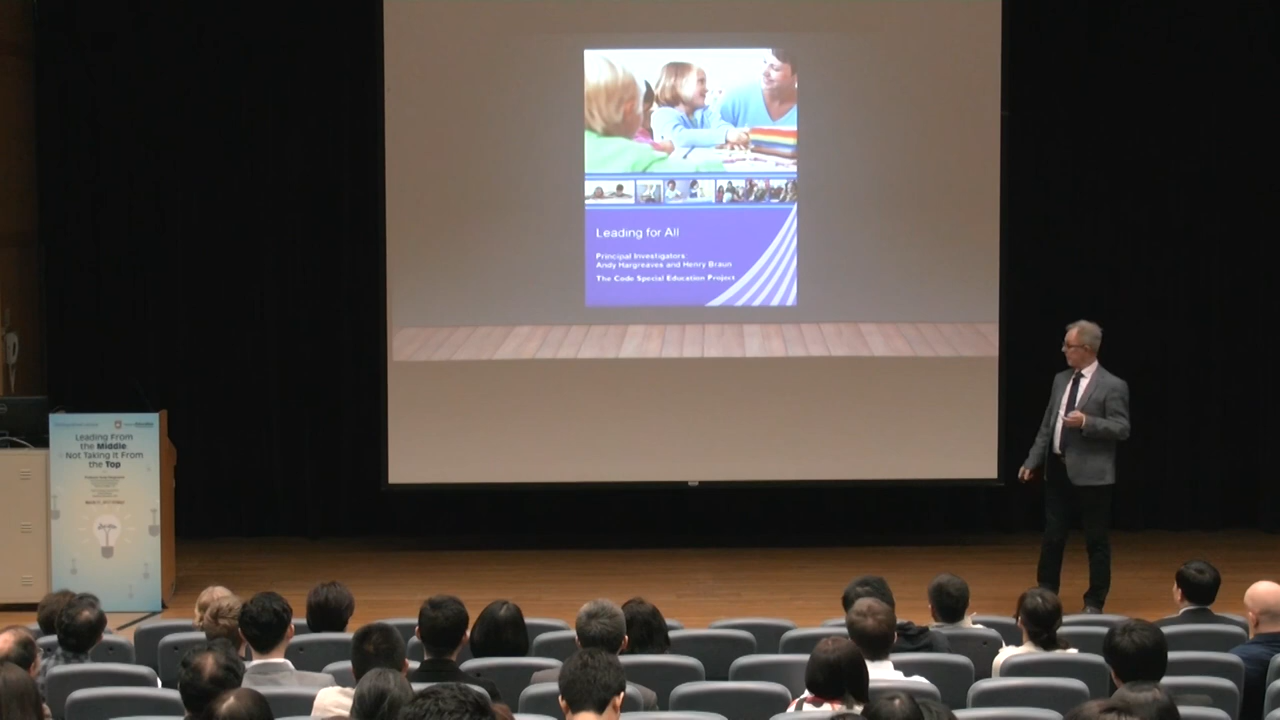 Leading for All
Principal Investigators:
Andy Hargreaves and Henry Braun
The Code Special Education Project
Leading From
the Middle
Not Taking It From
the Top